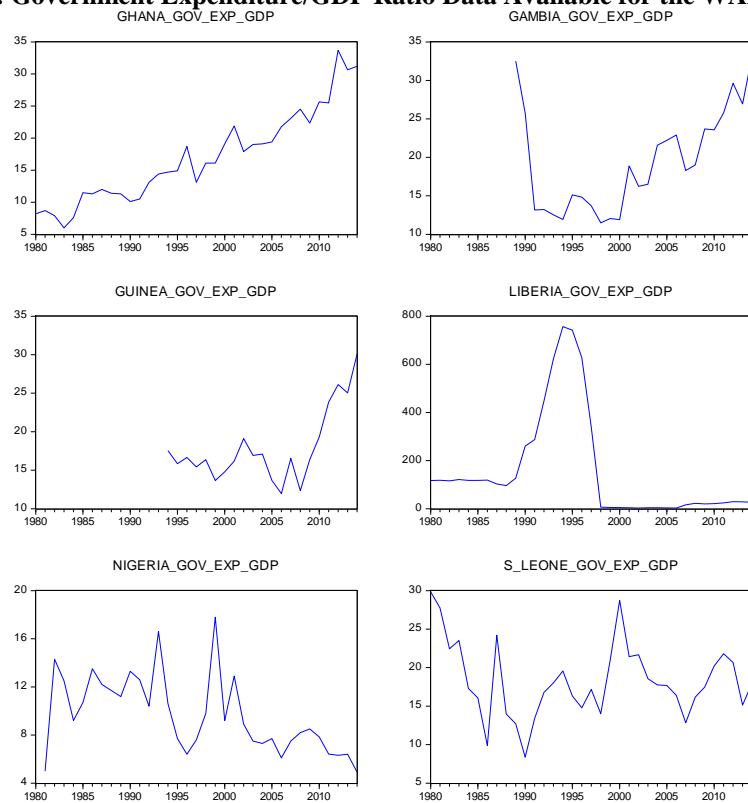 Government Expenditure/GDP Ratio Data Available for the
GHANA_GOV_EXP_GDP
35
30
25
20
15
10
5
1980 1985 1990 1995 2000 2005 2010
GAMBIA_GOV_EXP_GDP
35
30
25
20
15
10
1980 1985 1990 1995 2000 2005 2010
GUINEA_GOV_EXP_GDP
35
30
25
20
15
10
1980 1985 1990 1995 2000 2005 2010
LIBERIA_GOV_EXP_GDP
800
600
400
200
0
1980 1985 1990 1995 2000 2005 2010
NIGERIA_GOV_EXP_GDP
20
16
12
8
4
1980 1985 1990 1995 2000 2005 2010
S_LEONE_GOV_EXP_GDP
30
25
20
15
10
5
1980 1985 1990 1995 2000 2005 2010